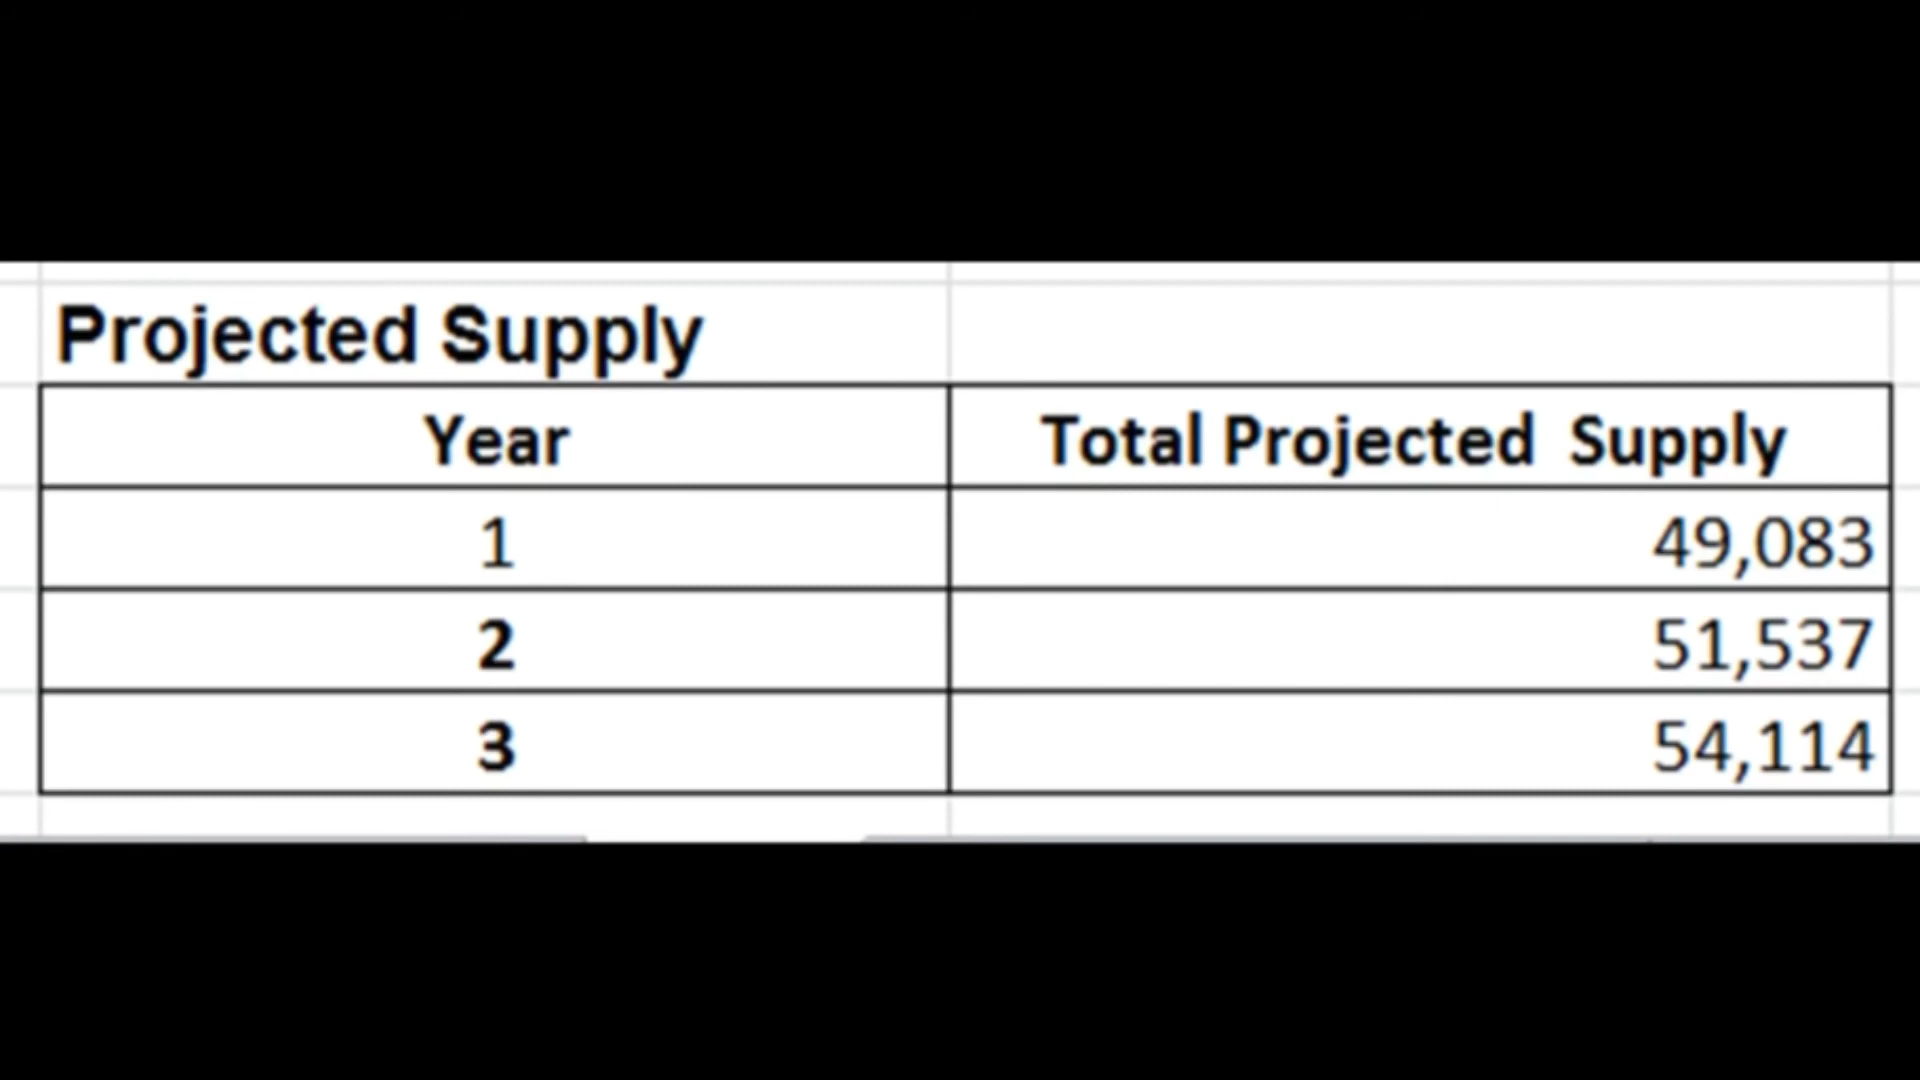 Projected Supply
Year Total Projected Supply
1 49,083
2 51,537
3 54,114